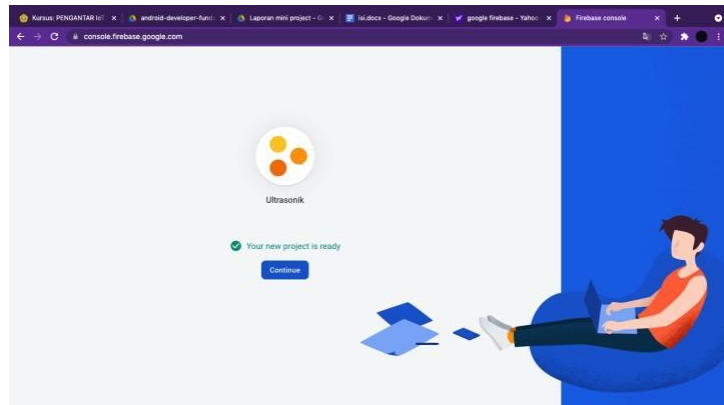 Kursus: PENGANTAR IoT
android-developer-fund
Laporan mini project - G
isi.docx - Google Dokum
google firebase - Yahoo
Firebase console
console.firebase.google.com
Ultrasonik
Your new project is ready
Continue